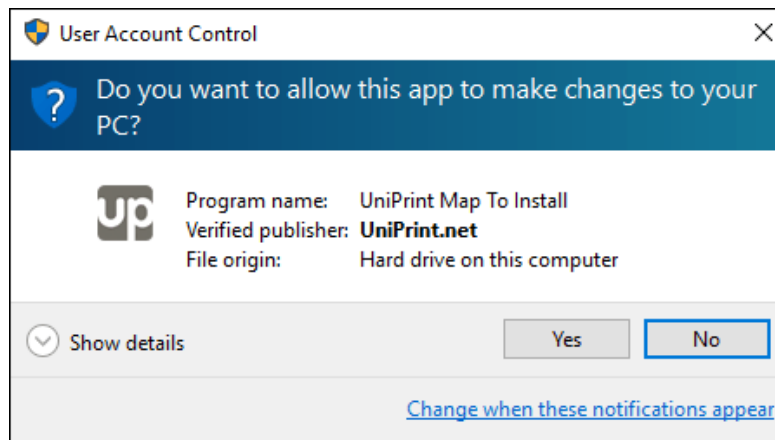 User Account Control
Do you want to allow this app to make changes to your
PC?
up
Program name: UniPrint Map To Install
Verified publisher: UniPrint.net
File origin: Hard drive on this computer
Show details
Yes
No
Change when these notifications appear